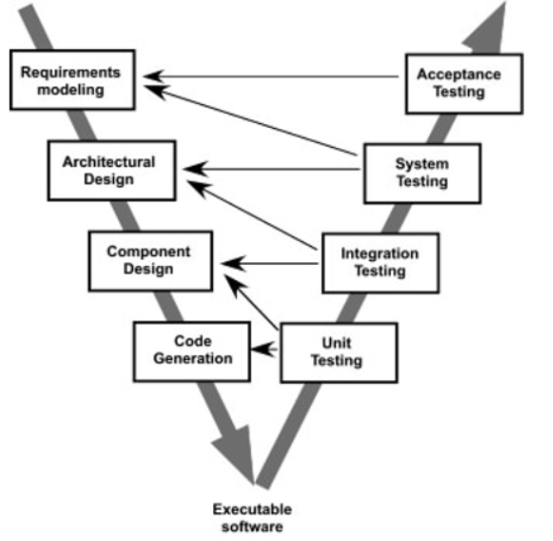 Requirements
modeling
Acceptance
Testing
Architectural
Design
System
Testing
Component
Design
Integration
Testing
Code
Generation
Unit
Testing
Executable
software